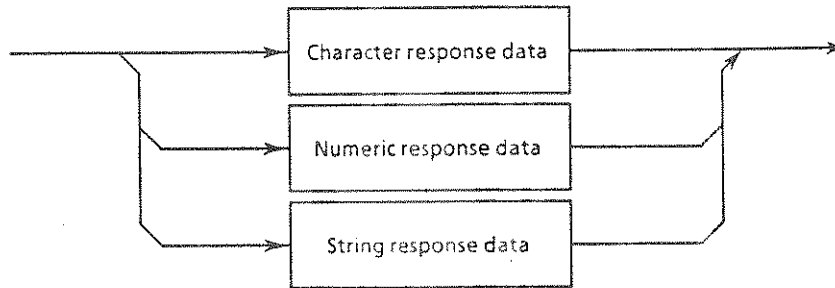 Character response data
Numeric response data
String response data